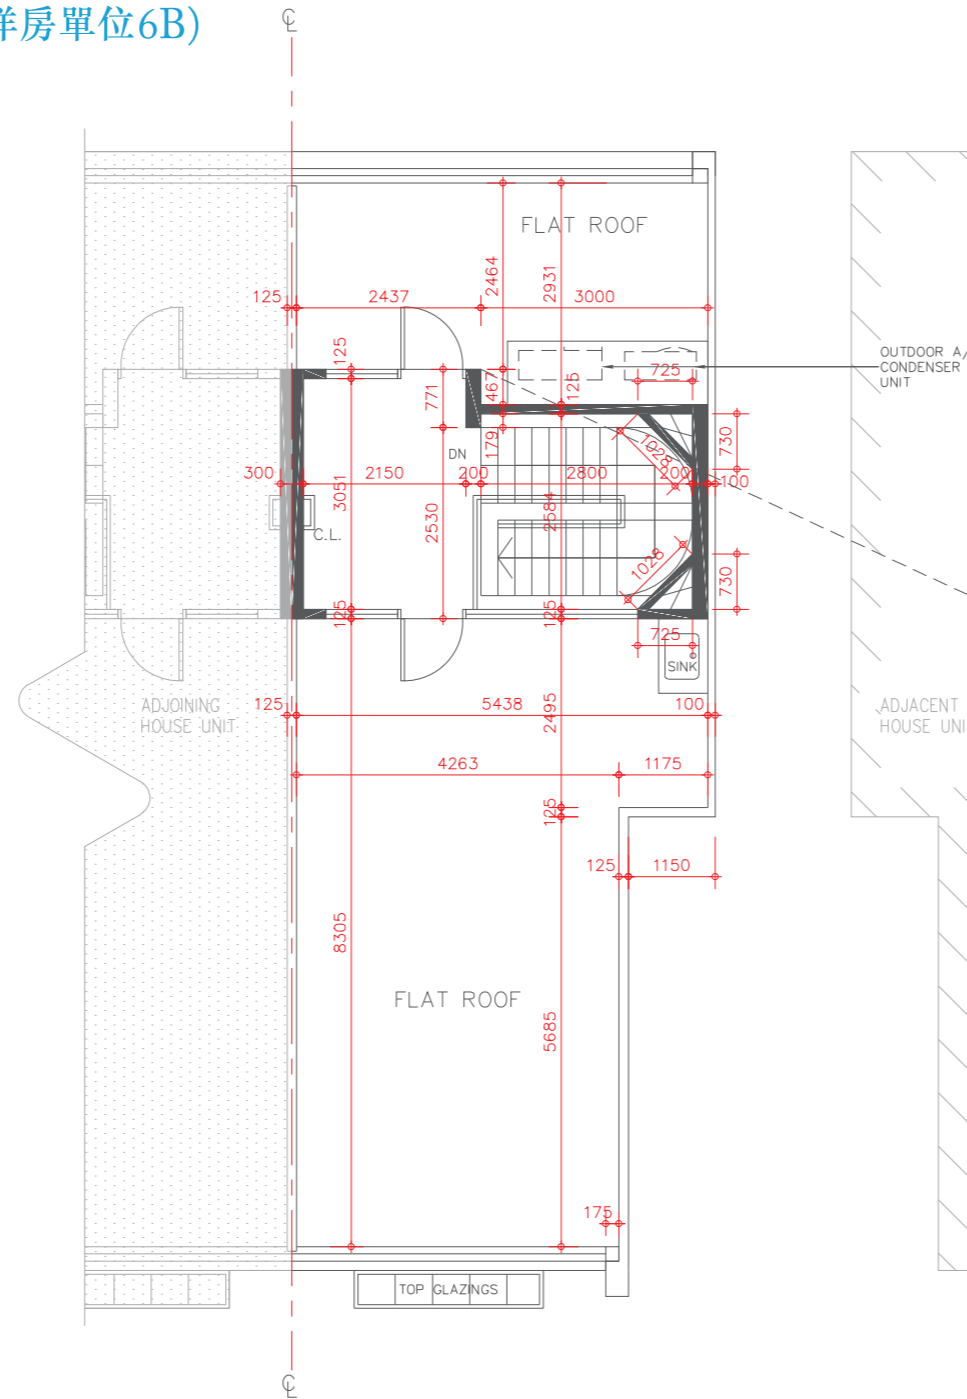 洋房單位6B)
℄
FLAT ROOF
2464
2931
125
2437
3000
OUTDOOR A/
CONDENSER
UNIT
125
771
467
125
725
179
730
DN
1028
300
2150
200
2800
200
100
3051
2530
2684
C.L.
1028
730
125
125
725
SINK
ADJOINING
HOUSE UNIT
125
5438
2495
100
ADJACENT
HOUSE UNI
4263
1175
125
125
1150
8305
FLAT ROOF
5685
175
TOP GLAZINGS
℄